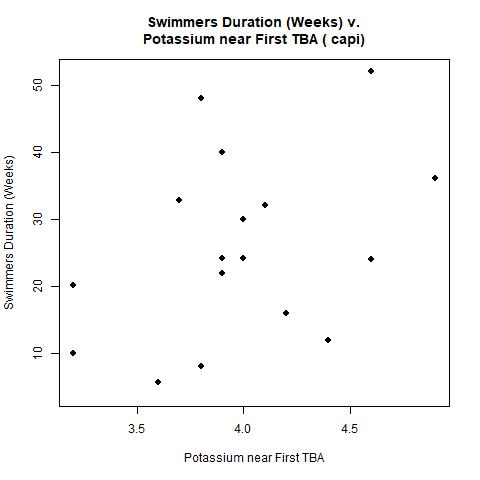 Swimmers Duration (Weeks) v.
Potassium near First TBA ( capi)
Swimmers Duration (Weeks)
50
40
30
20
10
3.5 4.0 4.5
Potassium near First TBA